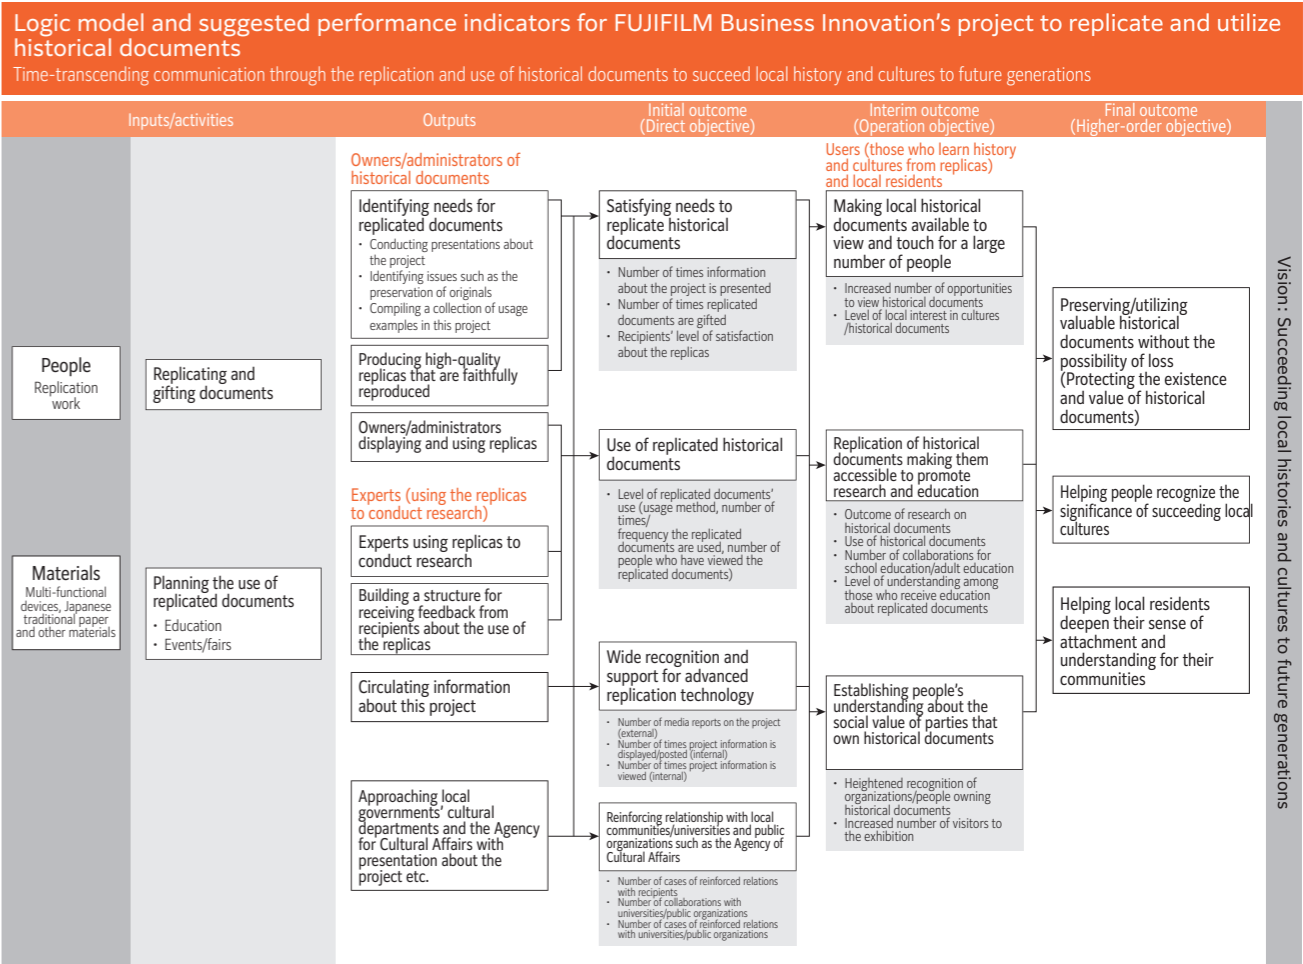 Logic model and suggested performance indicators for FUJIFILM Business Innovation's project to replicate and utilize
historical documents
Time-transcending communication through the replication and use of historical documents to succeed local history and cultures to future generations
Inputs/activities
Outputs
Initial outcome
(Direct objective)
Interim outcome
(Operation objective)
Final outcome
(Higher-order objective)
People
Replication
work
Materials
Multi-functional
devices, Japanese
traditional paper
and other materials
Replicating and
gifting documents
Planning the use of
replicated documents
・ Education
・ Events/fairs
Owners/administrators of
historical documents
Identifying needs for
replicated documents
・ Conducting presentations about
the project
・ Identifying issues such as the
preservation of originals
・ Compiling a collection of usage
examples in this project
Producing high-quality
replicas that are faithfully
reproduced
Owners/administrators
displaying and using replicas
Experts (using the replicas
to conduct research)
Experts using replicas to
conduct research
Building a structure for
receiving feedback from
recipients about the use of
the replicas
Circulating information
about this project
Approaching local
governments' cultural
departments and the Agency
for Cultural Affairs with
presentation about the
project etc.
Satisfying needs to
replicate historical
documents
・ Number of times information
about the project is presented
・ Number of times replicated
documents are gifted
・ Recipients' level of satisfaction
about the replicas
Use of replicated historical
documents
・ Level of replicated documents'
use (usage method, number of
times/
frequency the replicated
documents are used, number of
people who have viewed the
replicated documents)
Wide recognition and
support for advanced
replication technology
・ Number of media reports on the project
(external)
・ Number of times project information is
displayed/posted (internal)
・ Number of times project information is
viewed (internal)
Reinforcing relationship with local
communities/universities and public
organizations such as the Agency of
Cultural Affairs
・ Number of cases of reinforced relations
with recipients
・ Number of collaborations with
universities/public organizations
・ Number of cases of reinforced relations
with universities/public organizations
Users (those who learn history
and cultures from replicas)
and local residents
Making local historical
documents available to
view and touch for a large
number of people
・ Increased number of opportunities
to view historical documents
・ Level of local interest in cultures
/historical documents
Replication of historical
documents making them
accessible to promote
research and education
・ Outcome of research on
historical documents
・ Use of historical documents
・ Number of collaborations for
school education/adult education
・ Level of understanding among
those who receive education
about replicated documents
Establishing people's
understanding about the
social value of parties that
own historical documents
・ Heightened recognition of
organizations/people owning
historical documents
・ Increased number of visitors to
the exhibition
Preserving/utilizing
valuable historical
documents without the
possibility of loss
(Protecting the existence
and value of historical
documents)
Helping people recognize the
significance of succeeding local
cultures
Helping local residents
deepen their sense of
attachment and
understanding for their
communities
Vision: Succeeding local histories and cultures to future generations